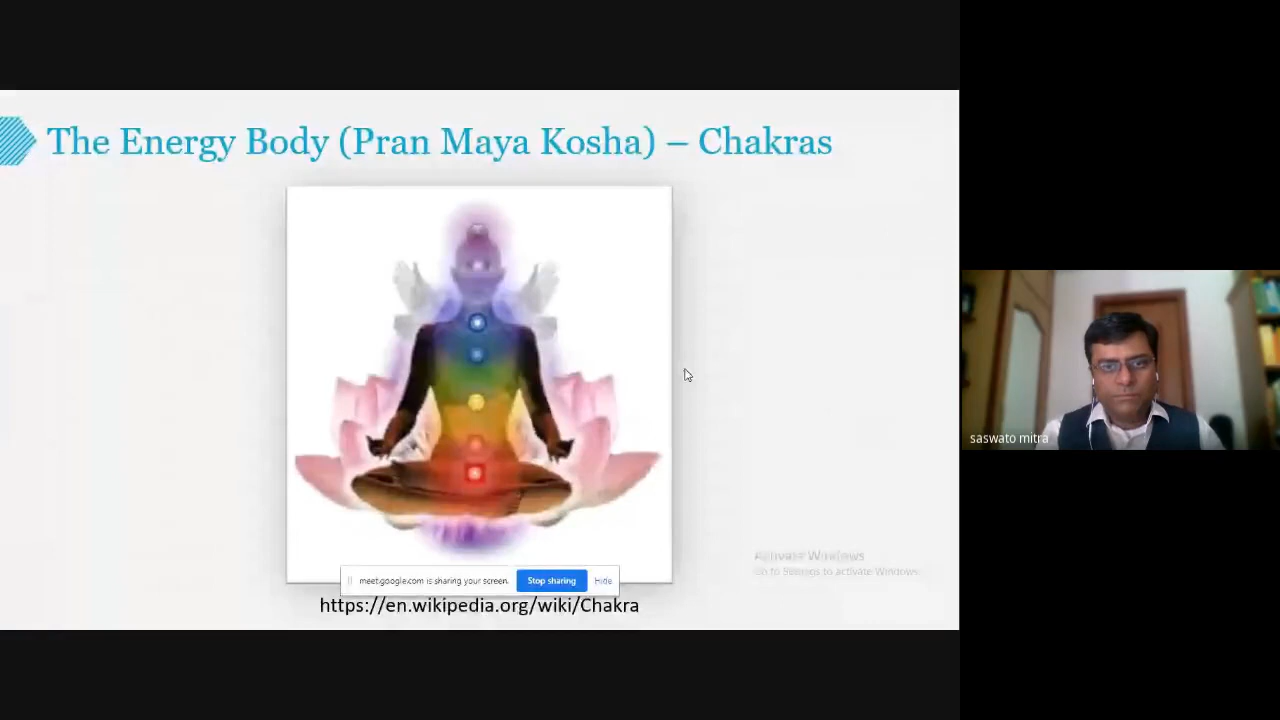 The Energy Body (Pran Maya Kosha) – Chakras
saswato mitra
Activate Windows
Go to Settings to activate Windows.
meet.google.com is sharing your screen.
Stop sharing
Hide
https://en.wikipedia.org/wiki/Chakra